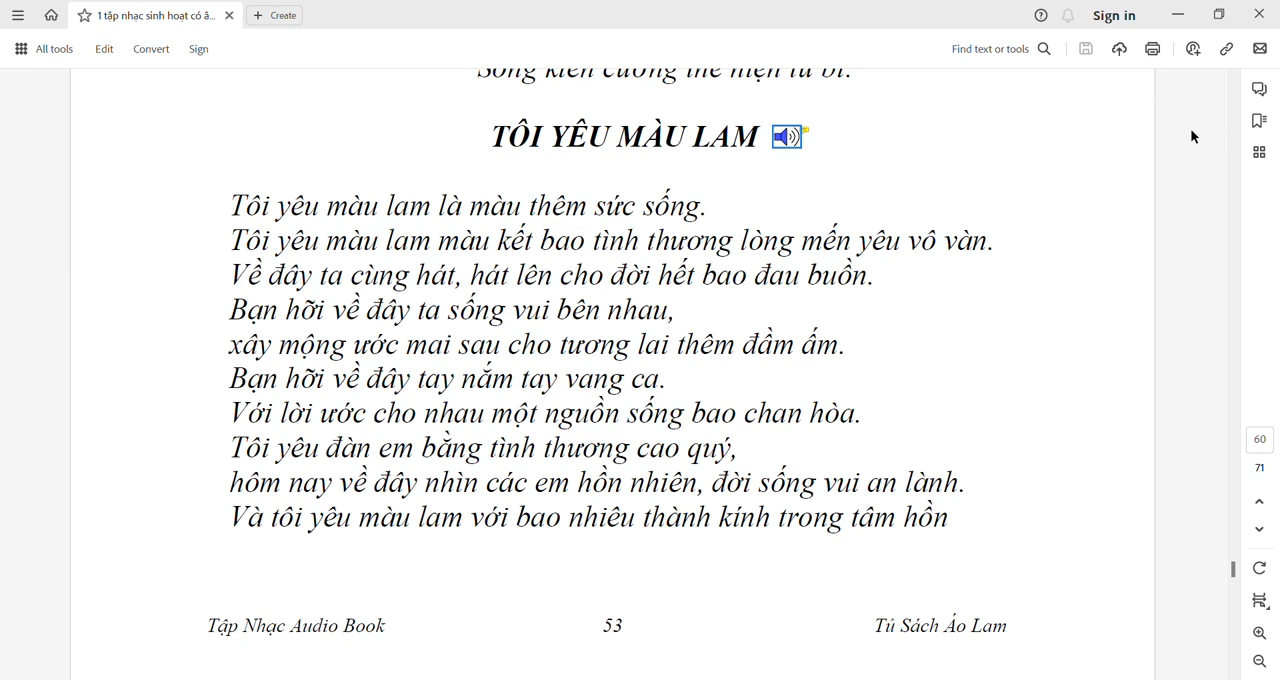 1 tập nhạc sinh hoạt có â...
Create
Sign in
All tools Edit Convert Sign
Find text or tools
Sống kiên cường thể hiện từ bi.
TÔI YÊU MÀU LAM
Tôi yêu màu lam là màu thêm sức sống.
Tôi yêu màu lam màu kết bao tình thương lòng mến yêu vô vàn.
Về đây ta cùng hát, hát lên cho đời hết bao đau buồn.
Bạn hỡi về đây ta sống vui bên nhau,
xây mộng ước mai sau cho tương lai thêm đầm ấm.
Bạn hỡi về đây tay nắm tay vang ca.
Với lời ước cho nhau một nguồn sống bao chan hòa.
Tôi yêu đàn em bằng tình thương cao quý,
hôm nay về đây nhìn các em hồn nhiên, đời sống vui an lành.
Và tôi yêu màu lam với bao nhiêu thành kính trong tâm hồn
60
71
Tập Nhạc Audio Book 53 Tủ Sách Áo Lam